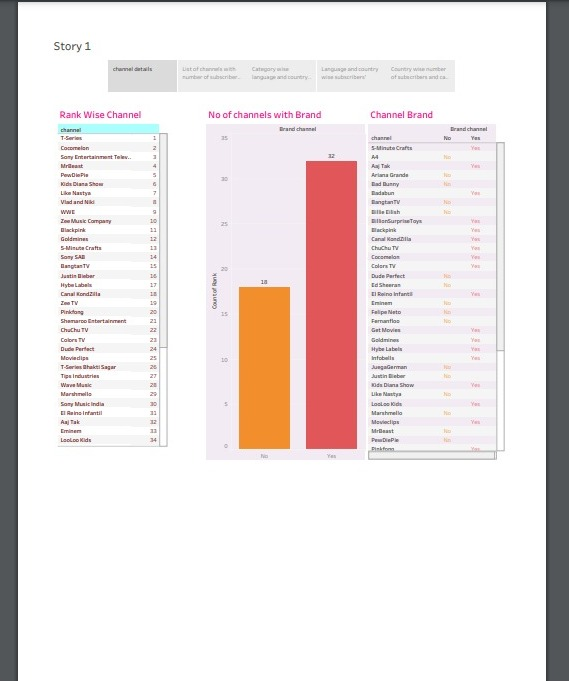 Story 1
channel details
List of channels with
number of subscriber..
Category wise
language and country..
Language and country
wise subscribers'
Country wise number
of subscribers and ca..
Rank Wise Channel
channel
T-Series 1
Cocomelon 2
Sony Entertainment Telev.. 3
MrBeast 4
PewDiePie 5
Kids Diana Show 6
Like Nastya 7
Vlad and Niki 8
WWE 9
Zee Music Company 10
Blackpink 11
Goldmines 12
5-Minute Crafts 13
Sony SAB 14
BangtanTV 15
Justin Bieber 16
Hybe Labels 17
Canal KondZilla 18
Zee TV 19
Pinkfong 20
Shemaroo Entertainment 21
ChuChu TV 22
Colors TV 23
Dude Perfect 24
Movieclips 25
T-Series Bhakti Sagar 26
Tips Industries 27
Wave Music 28
Marshmello 29
Sony Music India 30
El Reino Infantil 31
Aaj Tak 32
Eminem 33
LooLoo Kids 34
No of channels with Brand
Brand channel
Count of Rank
35
30
25
20
15
10
5
0
18
32
No
Yes
Channel Brand
Brand channel
channel No Yes
5-Minute Crafts Yes
A4 No
Aaj Tak Yes
Ariana Grande No
Bad Bunny No
Badabun Yes
BangtanTV No
Billie Eilish No
BillionSurpriseToys Yes
Blackpink Yes
Canal KondZilla Yes
ChuChu TV Yes
Cocomelon Yes
Colors TV Yes
Dude Perfect No
Ed Sheeran No
El Reino Infantil Yes
Eminem No
Felipe Neto No
Fernanfloo No
Get Movies Yes
Goldmines Yes
Hybe Labels Yes
Infobells Yes
JuegaGerman No
Justin Bieber No
Kids Diana Show Yes
Like Nastya No
LooLoo Kids Yes
Marshmello No
Movieclips Yes
MrBeast No
PewDiePie No
Pinkfong Yes